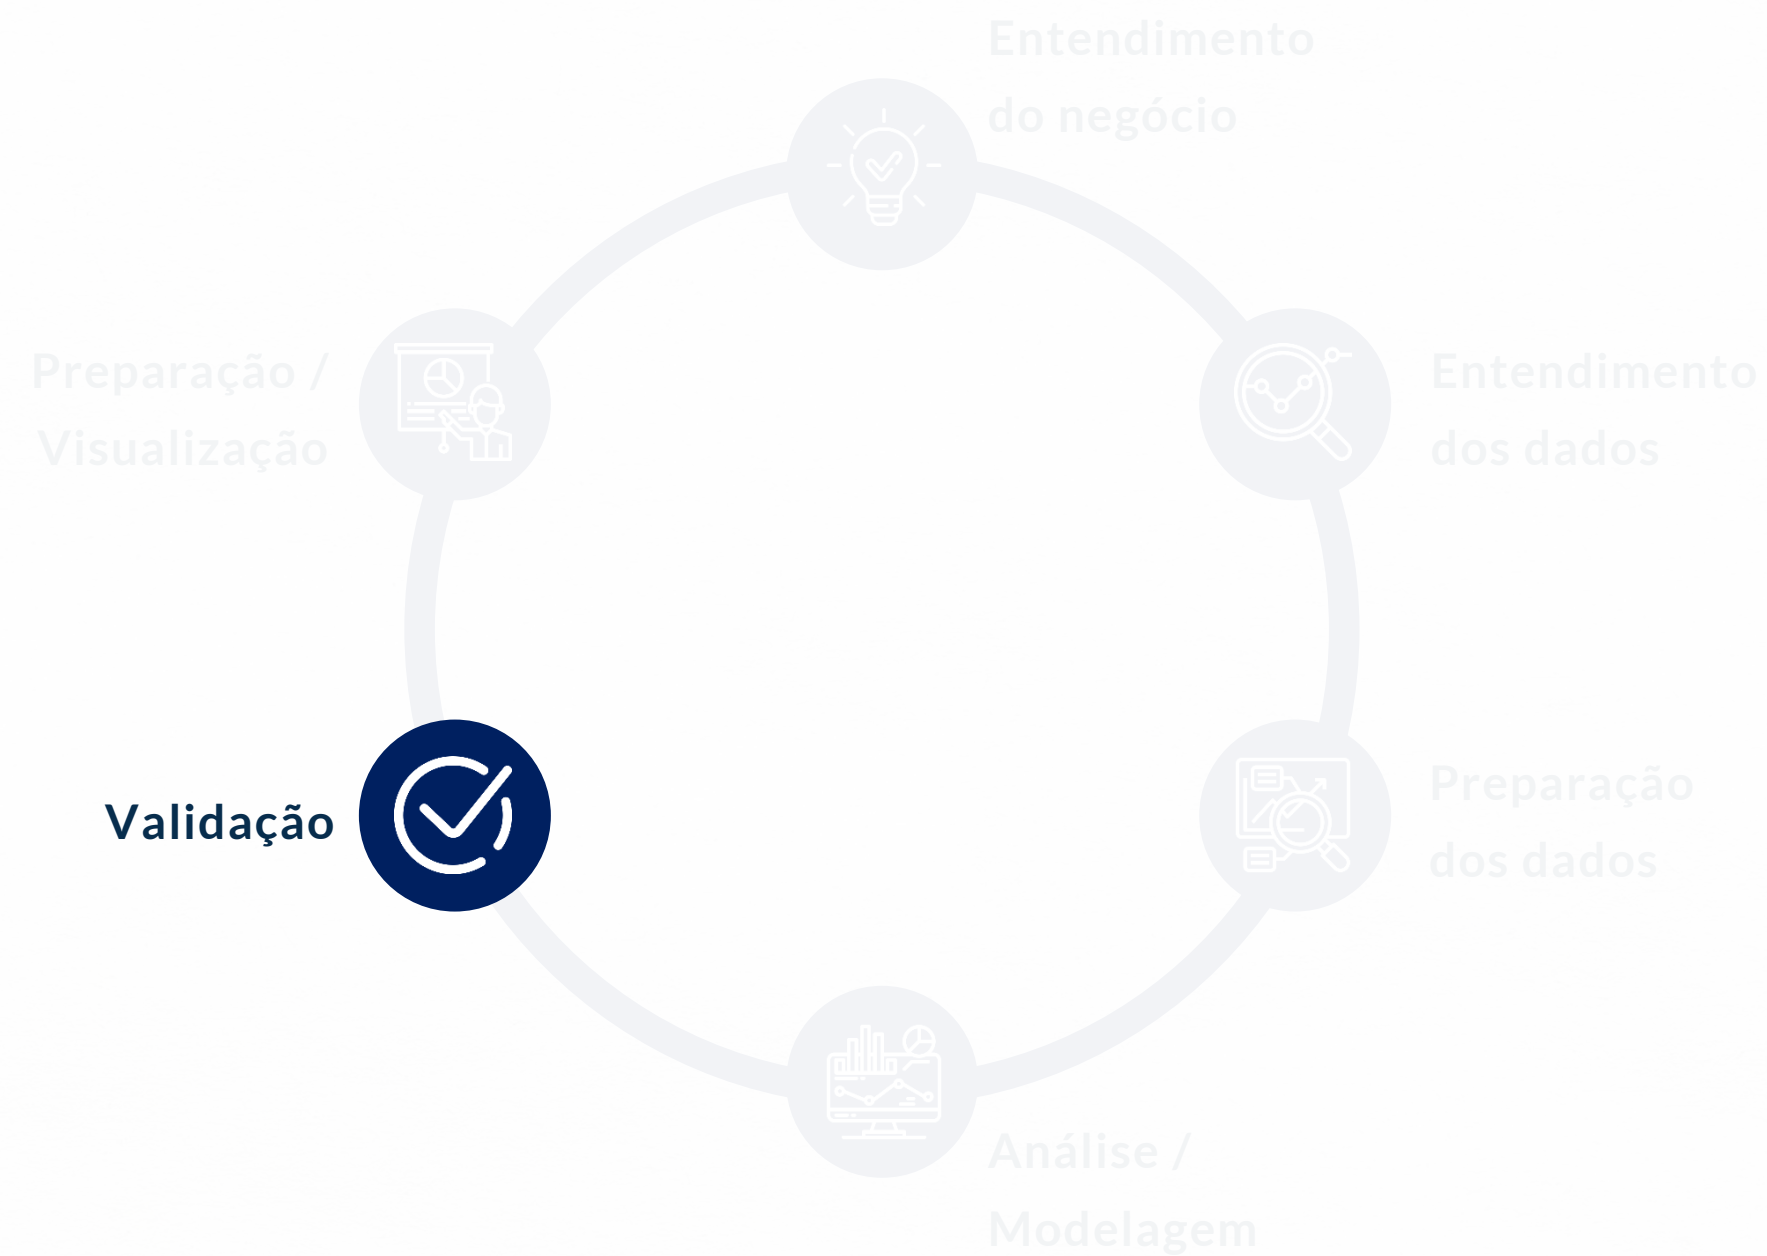 Entendimento
do negócio
Entendimento
dos dados
Preparação
dos dados
Análise /
Modelagem
Validação
Preparação /
Visualização